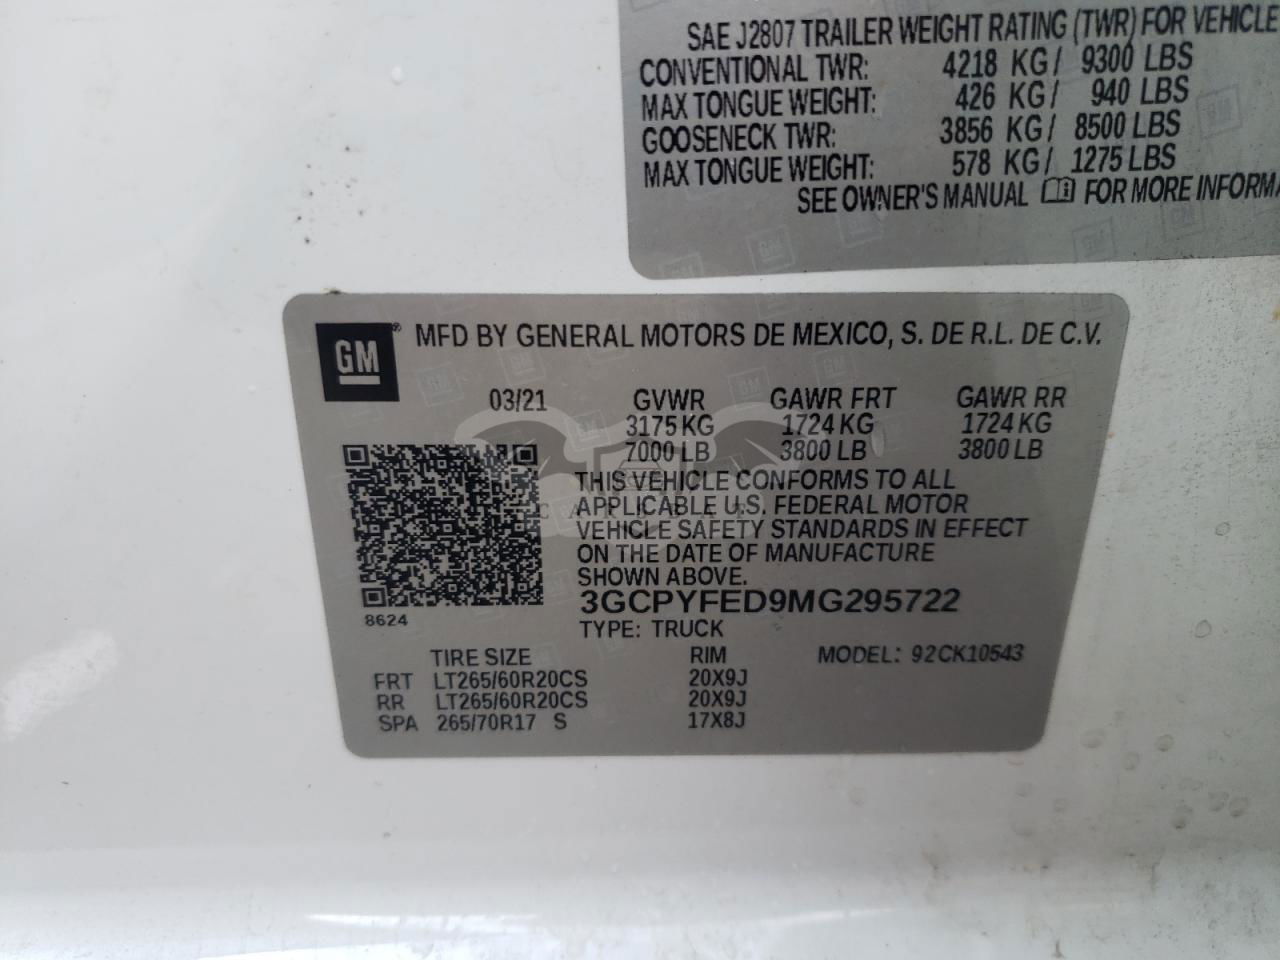 SAE J2807 TRAILER WEIGHT RATING (TWR) FOR VEHICLE
CONVENTIONAL TWR: 4218 KG/ 9300 LBS
MAX TONGUE WEIGHT: 426 KG/ 940 LBS
GOOSENECK TWR: 3856 KG/ 8500 LBS
MAX TONGUE WEIGHT: 578 KG/ 1275 LBS
SEE OWNER'S MANUAL FOR MORE INFORMA
GM® MFD BY GENERAL MOTORS DE MEXICO, S. DE R.L. DE C.V.
03/21 GVWR GAWR FRT GAWR RR
3175 KG 1724 KG 1724 KG
7000 LB 3800 LB 3800 LB
THIS VEHICLE CONFORMS TO ALL
APPLICABLE U.S. FEDERAL MOTOR
VEHICLE SAFETY STANDARDS IN EFFECT
ON THE DATE OF MANUFACTURE
SHOWN ABOVE.
3GCPYFED9MG295722
8624
TYPE: TRUCK
TIRE SIZE RIM MODEL: 92CK10543
FRT LT265/60R20CS 20X9J
RR LT265/60R20CS 20X9J
SPA 265/70R17 S 17X8J